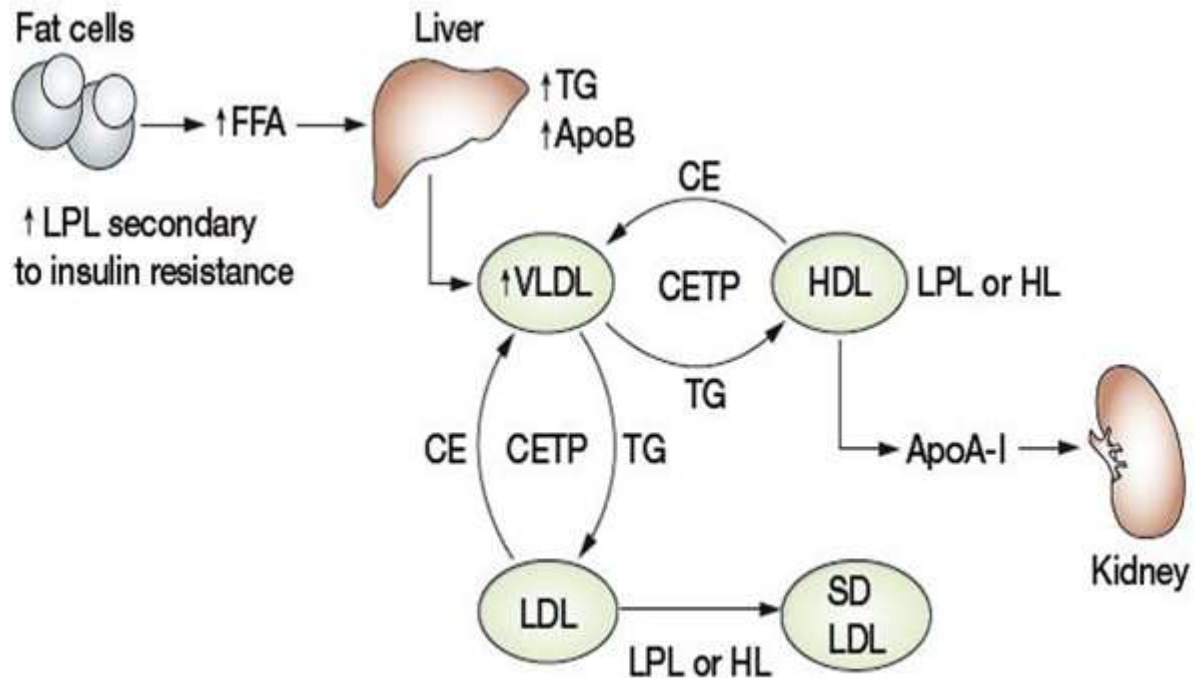 Fat cells
Liver
↑FFA
↑TG
↑ApoB
↑ LPL secondary
to insulin resistance
CE
↑VLDL
CETP
HDL
LPL or HL
TG
CE
CETP
TG
ApoA-I
Kidney
LDL
SD
LDL
LPL or HL